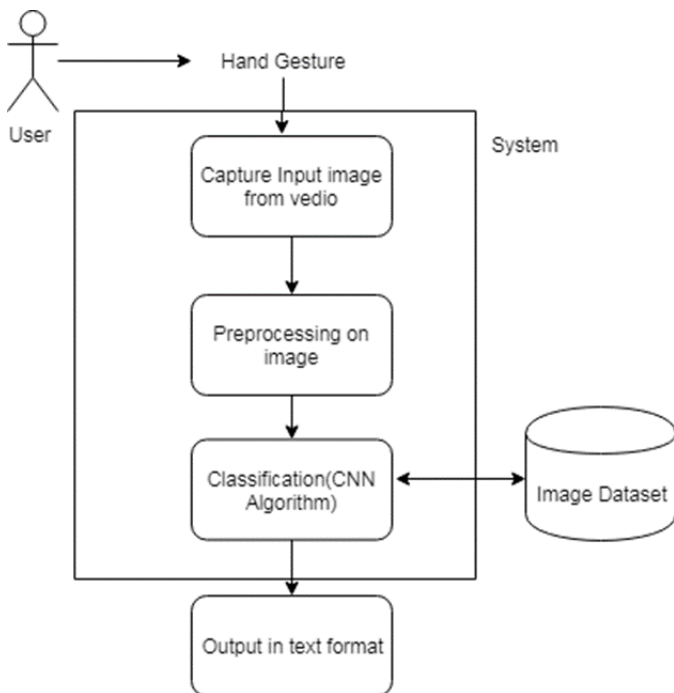 Hand Gesture
User
System
Capture Input image
from vedio
Preprocessing on
image
Classification(CNN
Algorithm)
Image Dataset
Output in text format